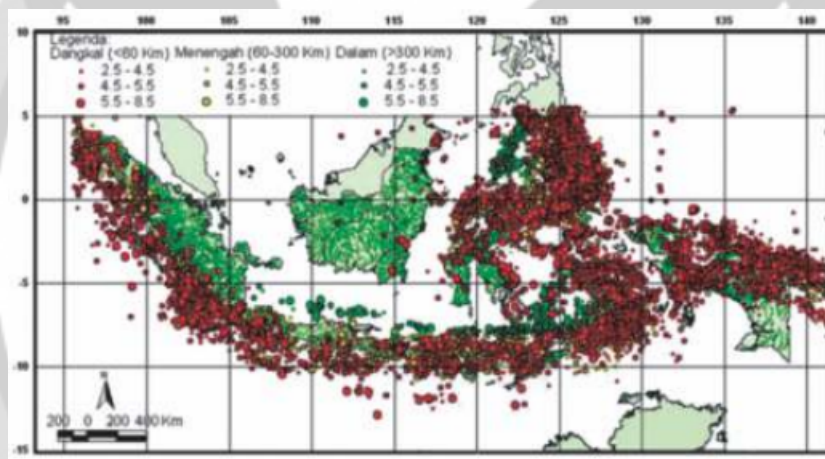 95 100 105 110 115 120 125 130 135 140
10
Legenda
Dangkal (<60 Km) Menengah (60-300 Km) Dalam (>300 Km)
2.5 - 4.5 2.5 - 4.5 2.5 - 4.5
4.5 - 5.5 4.5 - 5.5 4.5 - 5.5
5.5 - 8.5 5.5 - 8.5 5.5 - 8.5
5
0
-5
-10
N
200 0 200 400 Km
-15